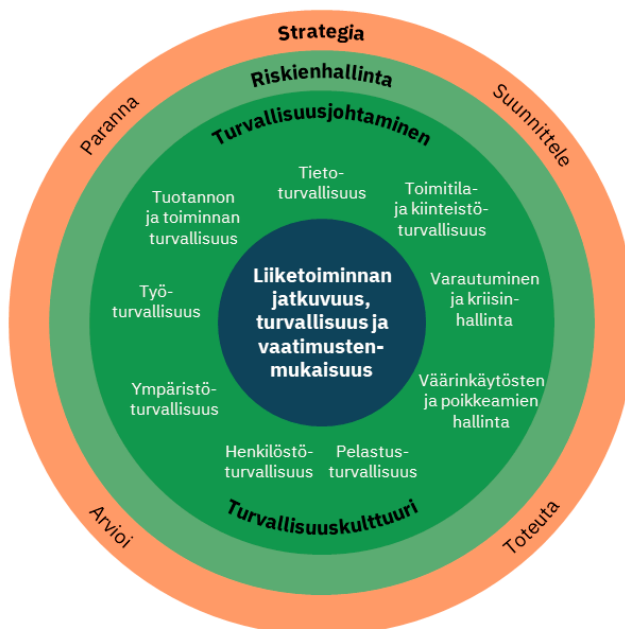 Strategia
Riskienhallinta
Turvallisuusjohtaminen
Paranna
Suunnittele
Tieto-
turvallisuus
Toimitila-
ja kiinteistö-
turvallisuus
Tuotannon
ja toiminnan
turvallisuus
Liiketoiminnan
jatkuvuus,
turvallisuus ja
vaatimusten-
mukaisuus
Varautuminen
ja kriisin-
hallinta
Työ-
turvallisuus
Väärinkäytösten
ja poikkeamien
hallinta
Ympäristö-
turvallisuus
Henkilöstö-
turvallisuus
Pelastus-
turvallisuus
Turvallisuuskulttuuri
Arvioi
Toteuta